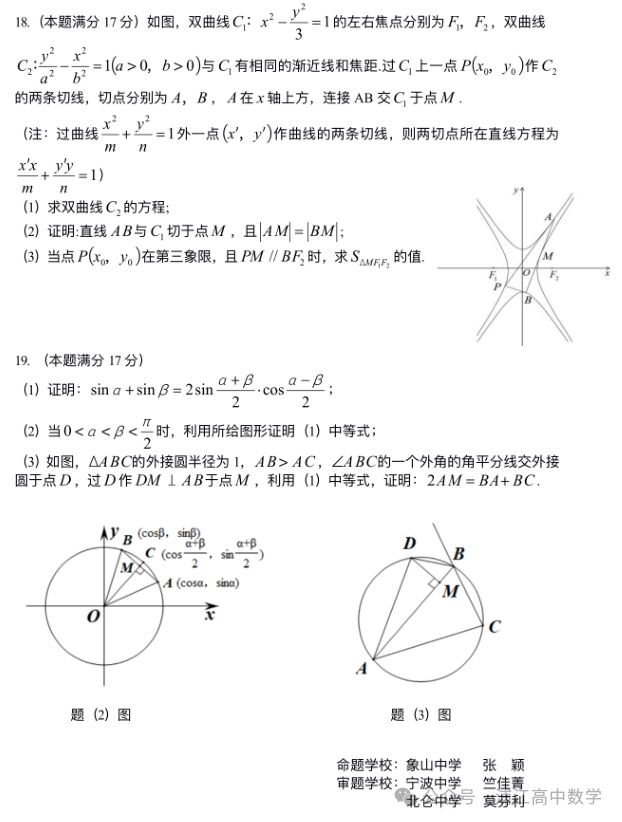 18.（本题满分 17 分）如图，双曲线 C₁：x² − y²/3 = 1 的左右焦点分别为 F₁，F₂，双曲线
C₂：y²/a² − x²/b² = 1(a＞0，b＞0)与 C₁ 有相同的渐近线和焦距.过 C₁ 上一点 P(x₀，y₀)作 C₂
的两条切线，切点分别为 A，B，A 在 x 轴上方，连接 AB 交 C₁ 于点 M．
（注：过曲线 x²/m + y²/n = 1 外一点(x′，y′)作曲线的两条切线，则两切点所在直线方程为
x′x/m + y′y/n = 1）
（1）求双曲线 C₂ 的方程;
（2）证明:直线 AB 与 C₁ 切于点 M，且|AM|=|BM|;
（3）当点 P(x₀，y₀)在第三象限，且 PM // BF₂ 时，求 S△MF₁F₂ 的值.
y
A
M
F₁
O
F₂
x
P
B
19.（本题满分 17 分）
（1）证明：sin α + sin β = 2sin (α+β)/2 · cos (α−β)/2；
（2）当 0＜α＜β＜π/2 时，利用所给图形证明（1）中等式；
（3）如图，△ABC 的外接圆半径为 1，AB＞AC，∠ABC 的一个外角的角平分线交外接
圆于点 D，过 D 作 DM ⊥ AB 于点 M，利用（1）中等式，证明：2AM = BA + BC．
y
B (cosβ，sinβ)
C (cos (α+β)/2，sin (α+β)/2)
M
A (cosα，sinα)
O
x
D
B
M
C
A
题（2）图
题（3）图
命题学校：象山中学 张 颖
审题学校：宁波中学 竺佳菁
北仑中学 莫芬利